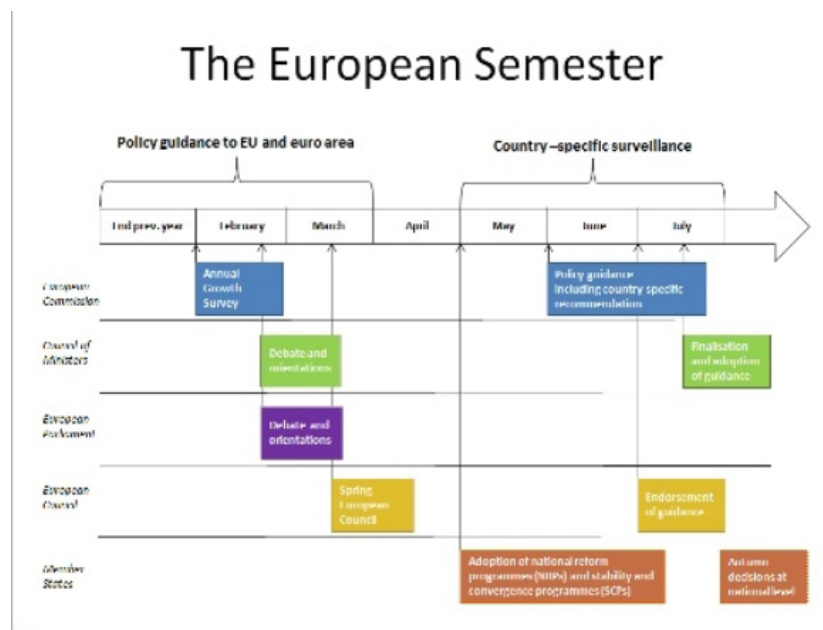 The European Semester
Policy guidance to EU and euro area
Country –specific surveillance
End prev. year
February
March
April
May
June
July
European
Commission
Annual
Growth
Survey
Policy guidance
including country specific
recommendation
Council of
Ministers
Debate and
orientations
Finalisation
and adoption
of guidance
European
Parliament
Debate and
orientations
European
Council
Spring
European
Council
Endorsement
of guidance
Member
States
Adoption of national reform
programmes (NRPs) and stability and
convergence programmes (SCPs)
Autumn
decisions at
national level